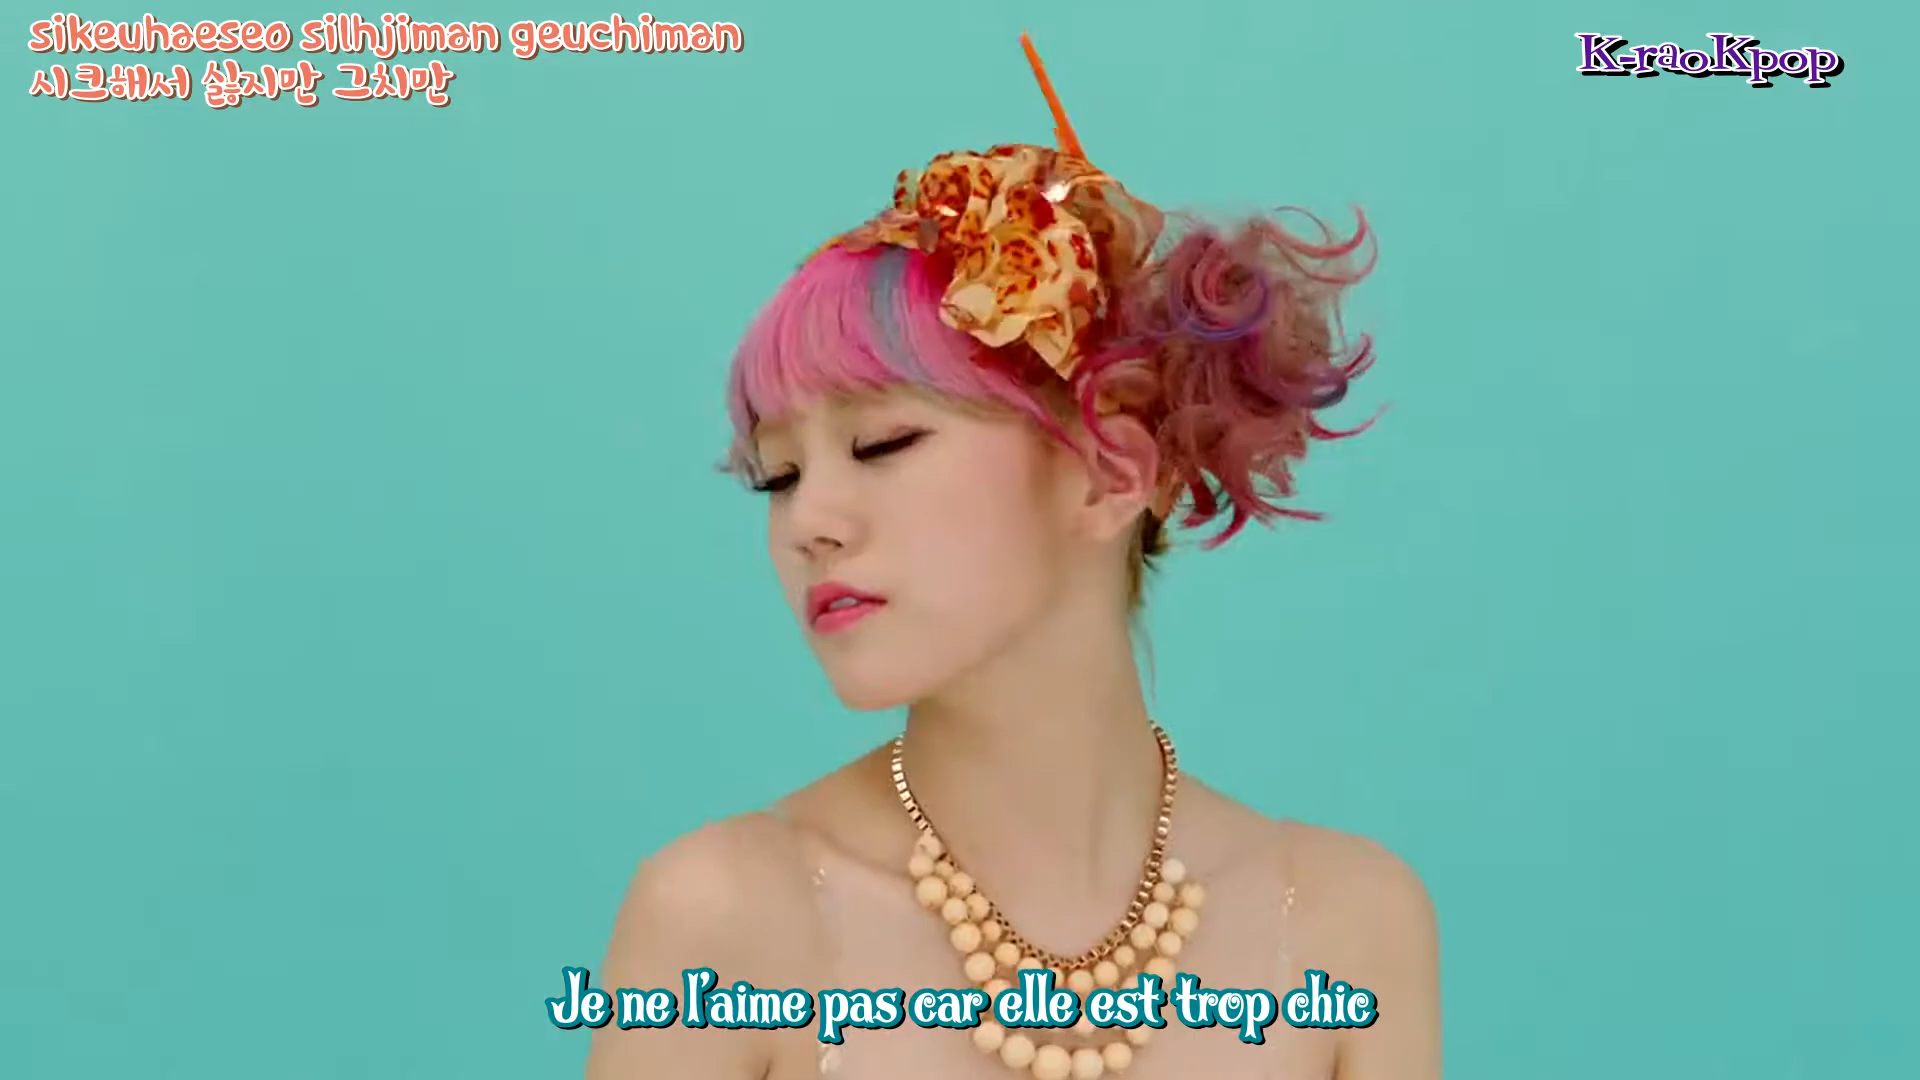 sikeuhaeseo silhjiman geuchiman
시크해서 싫지만 그치만
K-raoKpop
Je ne l'aime pas car elle est trop chic